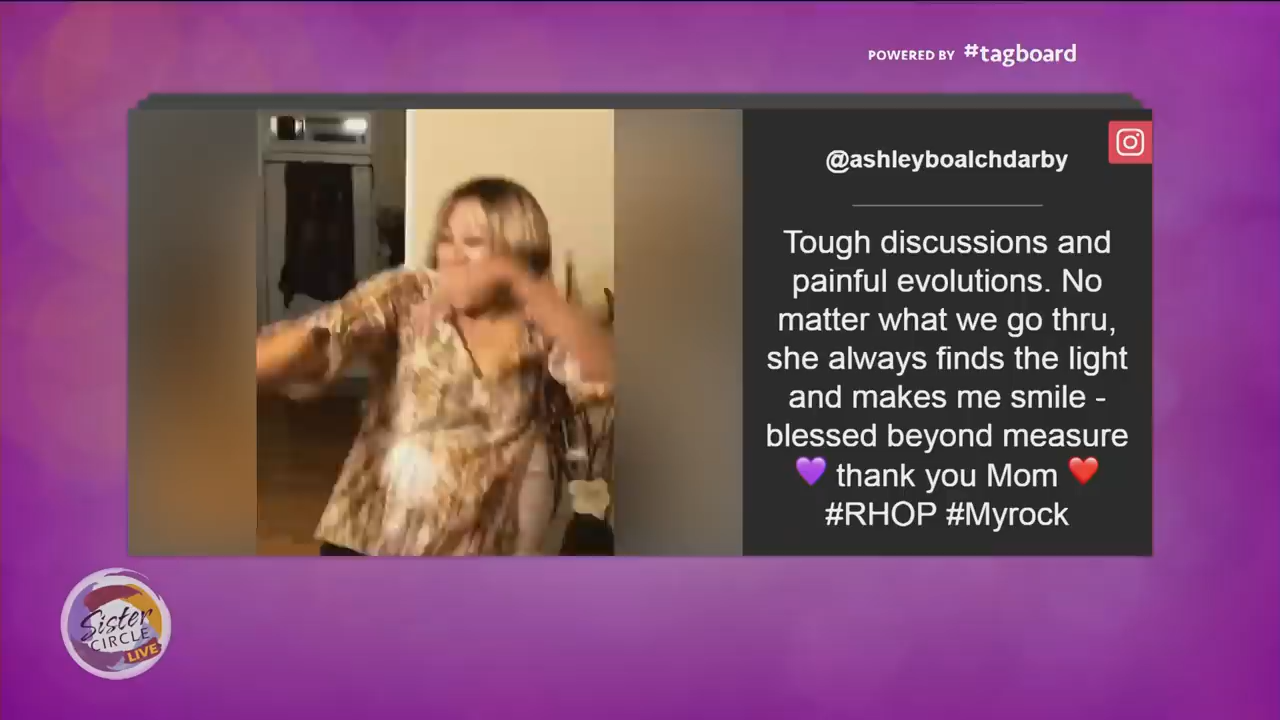 POWERED BY #tagboard
@ashleyboalchdarby
Tough discussions and
painful evolutions. No
matter what we go thru,
she always finds the light
and makes me smile -
blessed beyond measure
💜 thank you Mom ❤️
#RHOP #Myrock
Sister
CIRCLE
LIVE